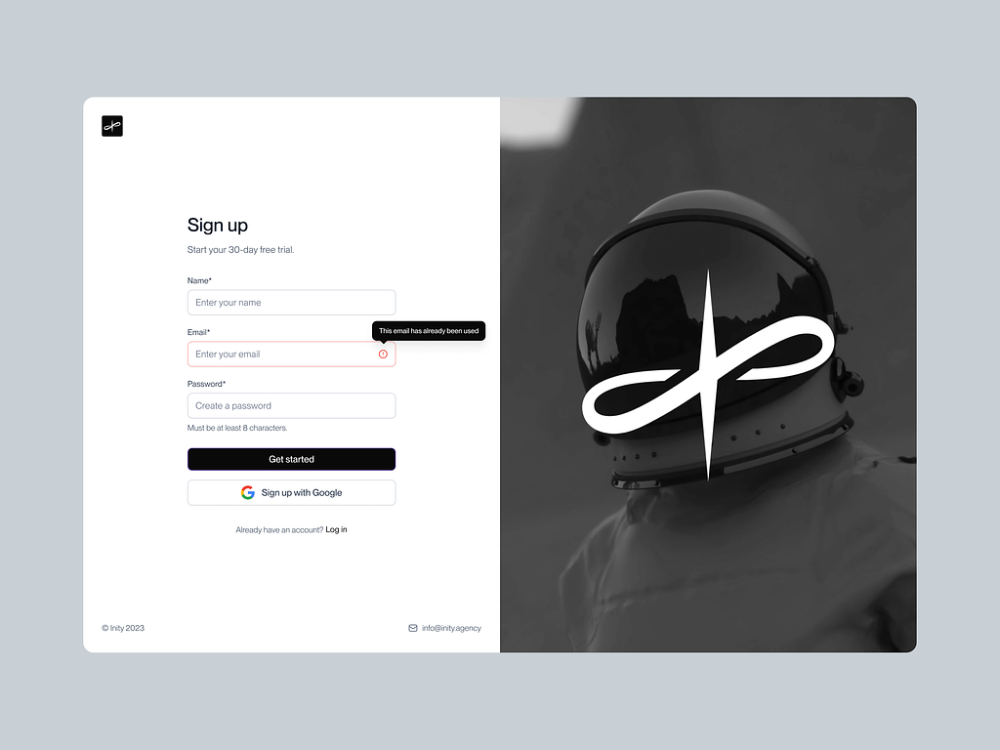 Sign up
Start your 30-day free trial.
Name*
Enter your name
Email*
This email has already been used
Enter your email
Password*
Create a password
Must be at least 8 characters.
Get started
Sign up with Google
Already have an account? Log in
© Inity 2023
info@inity.agency